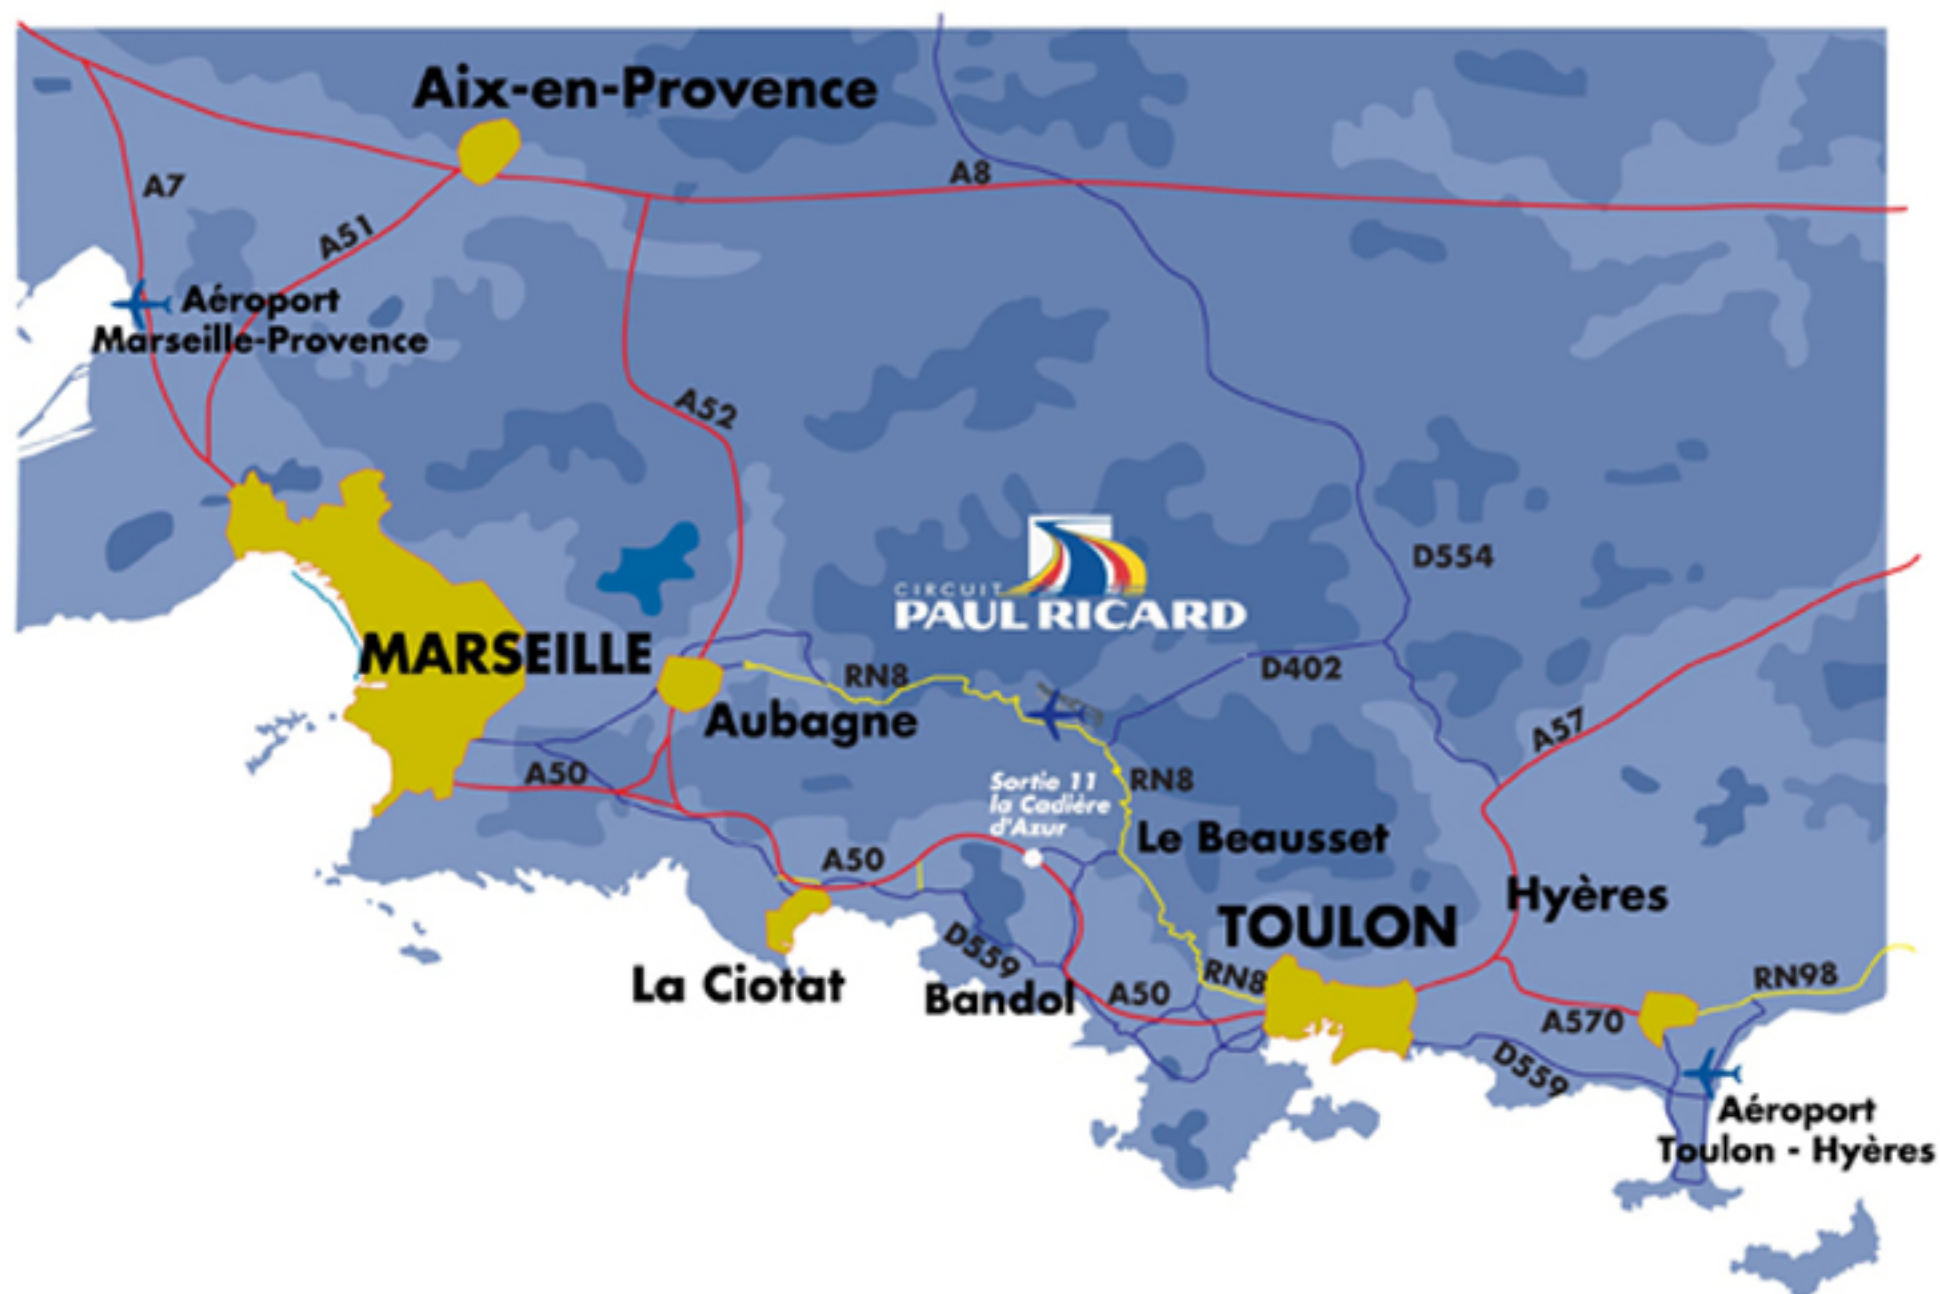 Aix-en-Provence
A8
A7
A51
Aéroport
Marseille-Provence
A52
D554
CIRCUIT
PAUL RICARD
MARSEILLE
RN8
D402
Aubagne
A57
A50
Sortie 11
la Cadière
d'Azur
RN8
Le Beausset
A50
Hyères
TOULON
D559
La Ciotat
Bandol
A50
RN8
RN98
A570
D559
Aéroport
Toulon - Hyères